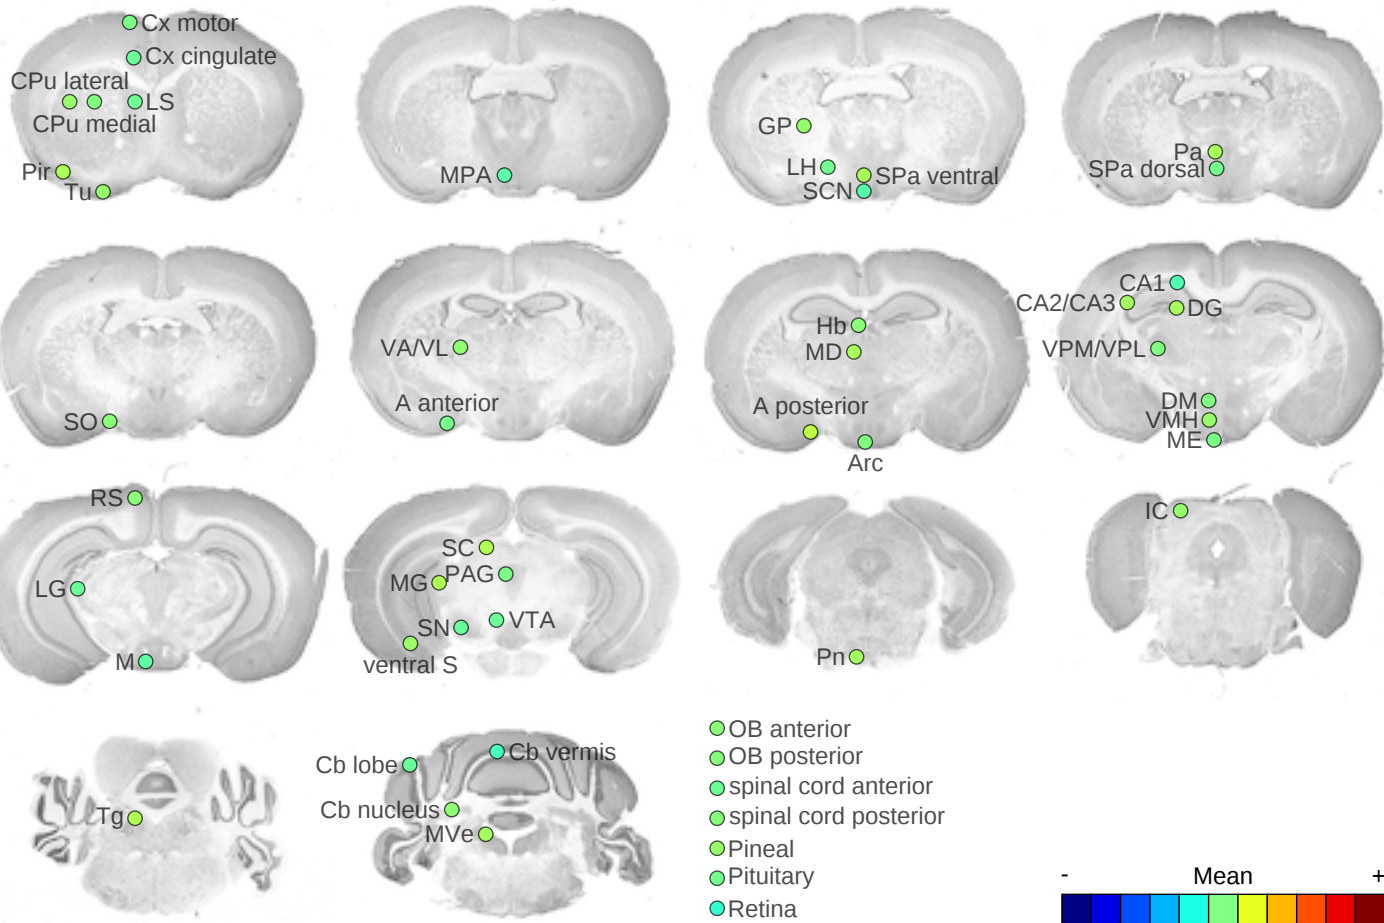 Cx motor
Cx cingulate
CPu lateral
LS
CPu medial
Pir
Tu
MPA
GP
LH
SPa ventral
SCN
Pa
SPa dorsal
SO
VA/VL
A anterior
Hb
MD
A posterior
Arc
CA1
CA2/CA3
DG
VPM/VPL
DM
VMH
ME
RS
LG
M
SC
MG
PAG
SN
VTA
ventral S
Pn
IC
Tg
Cb lobe
Cb vermis
Cb nucleus
MVe
OB anterior
OB posterior
spinal cord anterior
spinal cord posterior
Pineal
Pituitary
Retina
- Mean +